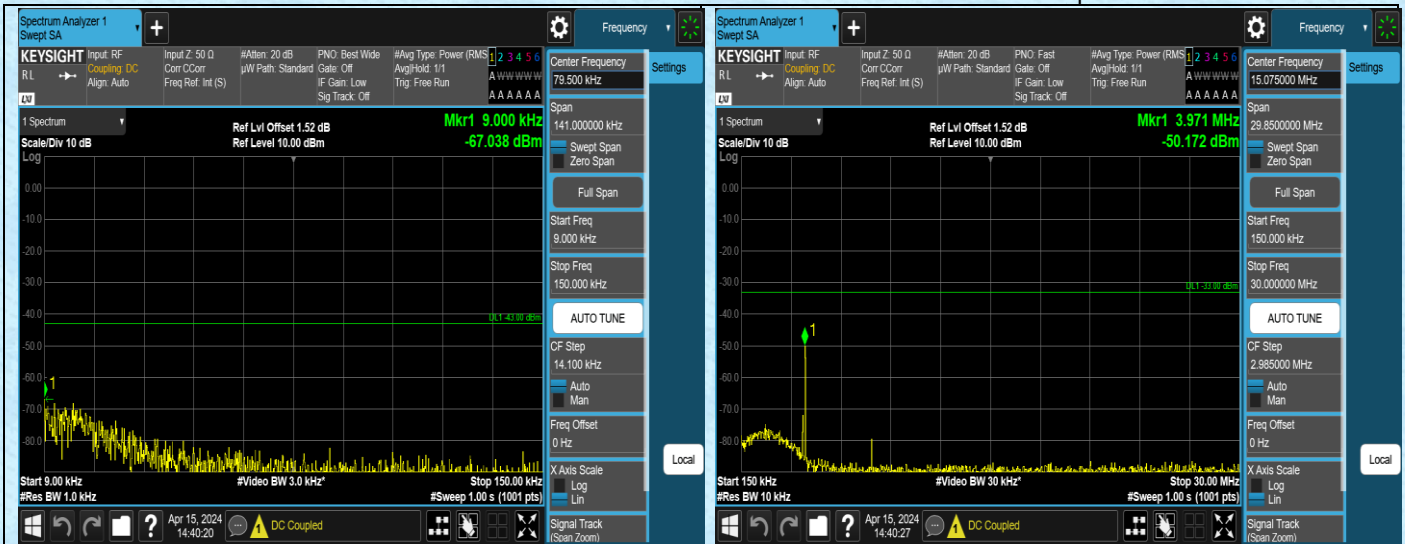 Spectrum Analyzer 1
Swept SA
+
Frequency
KEYSIGHT
RL
LXI
Input: RF
Coupling: DC
Align: Auto
Input Z: 50 Ω
Corr CCorr
Freq Ref: Int (S)
#Atten: 20 dB
µW Path: Standard
PNO: Best Wide
Gate: Off
IF Gain: Low
Sig Track: Off
#Avg Type: Power (RMS
Avg|Hold: 1/1
Trig: Free Run
1 2 3 4 5 6
A W W W W W
A A A A A A
Center Frequency
79.500 kHz
Settings
1 Spectrum
Scale/Div 10 dB
Log
Ref Lvl Offset 1.52 dB
Ref Level 10.00 dBm
Mkr1 9.000 kHz
-67.038 dBm
0.00
-10.0
-20.0
-30.0
-40.0
-50.0
-60.0
-70.0
-80.0
DL1 -43.00 dBm
1
Span
141.000000 kHz
Swept Span
Zero Span
Full Span
Start Freq
9.000 kHz
Stop Freq
150.000 kHz
AUTO TUNE
CF Step
14.100 kHz
Auto
Man
Freq Offset
0 Hz
X Axis Scale
Log
Lin
Signal Track
(Span Zoom)
Local
Start 9.00 kHz
#Res BW 1.0 kHz
#Video BW 3.0 kHz*
Stop 150.00 kHz
#Sweep 1.00 s (1001 pts)
?
Apr 15, 2024
14:40:20
1
DC Coupled
Spectrum Analyzer 1
Swept SA
+
Frequency
KEYSIGHT
RL
LXI
Input: RF
Coupling: DC
Align: Auto
Input Z: 50 Ω
Corr CCorr
Freq Ref: Int (S)
#Atten: 20 dB
µW Path: Standard
PNO: Fast
Gate: Off
IF Gain: Low
Sig Track: Off
#Avg Type: Power (RMS
Avg|Hold: 1/1
Trig: Free Run
1 2 3 4 5 6
A W W W W W
A A A A A A
Center Frequency
15.075000 MHz
Settings
1 Spectrum
Scale/Div 10 dB
Log
Ref Lvl Offset 1.52 dB
Ref Level 10.00 dBm
Mkr1 3.971 MHz
-50.172 dBm
0.00
-10.0
-20.0
-30.0
-40.0
-50.0
-60.0
-70.0
-80.0
DL1 -33.00 dBm
1
Span
29.8500000 MHz
Swept Span
Zero Span
Full Span
Start Freq
150.000 kHz
Stop Freq
30.000000 MHz
AUTO TUNE
CF Step
2.985000 MHz
Auto
Man
Freq Offset
0 Hz
X Axis Scale
Log
Lin
Signal Track
(Span Zoom)
Local
Start 150 kHz
#Res BW 10 kHz
#Video BW 30 kHz*
Stop 30.00 MHz
#Sweep 1.00 s (1001 pts)
?
Apr 15, 2024
14:40:27
1
DC Coupled